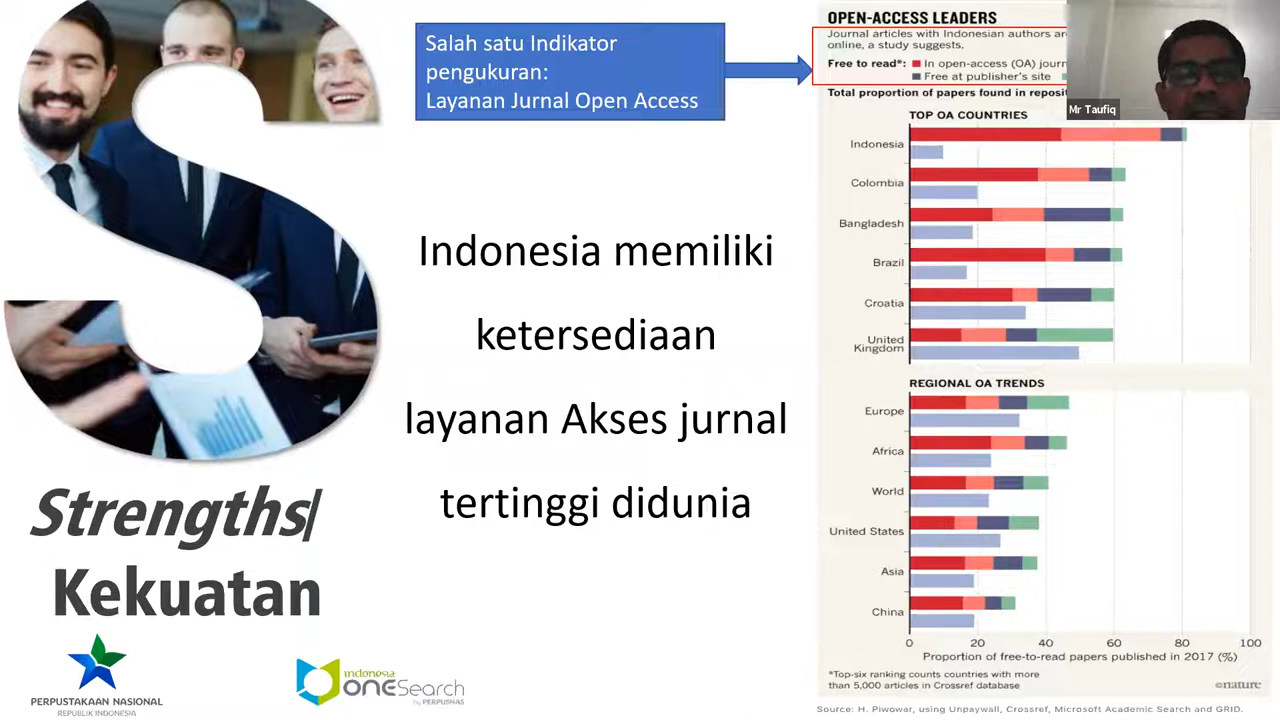 Salah satu Indikator
pengukuran:
Layanan Jurnal Open Access
Indonesia memiliki
ketersediaan
layanan Akses jurnal
tertinggi didunia
Strengths/
Kekuatan
PERPUSTAKAAN NASIONAL
REPUBLIK INDONESIA
indonesia
oneSearch
by PERPUSNAS
OPEN-ACCESS LEADERS
Journal articles with Indonesian authors are
online, a study suggests.
Free to read*: In open-access (OA) journ
Free at publisher's site
Total proportion of papers found in reposit
Mr Taufiq
TOP OA COUNTRIES
Indonesia
Colombia
Bangladesh
Brazil
Croatia
United
Kingdom
REGIONAL OA TRENDS
Europe
Africa
World
United States
Asia
China
0 20 40 60 80 100
Proportion of free-to-read papers published in 2017 (%)
*Top-six ranking counts countries with more
than 5,000 articles in Crossref database
©nature
Source: H. Piwowar, using Unpaywall, Crossref, Microsoft Academic Search and GRID.